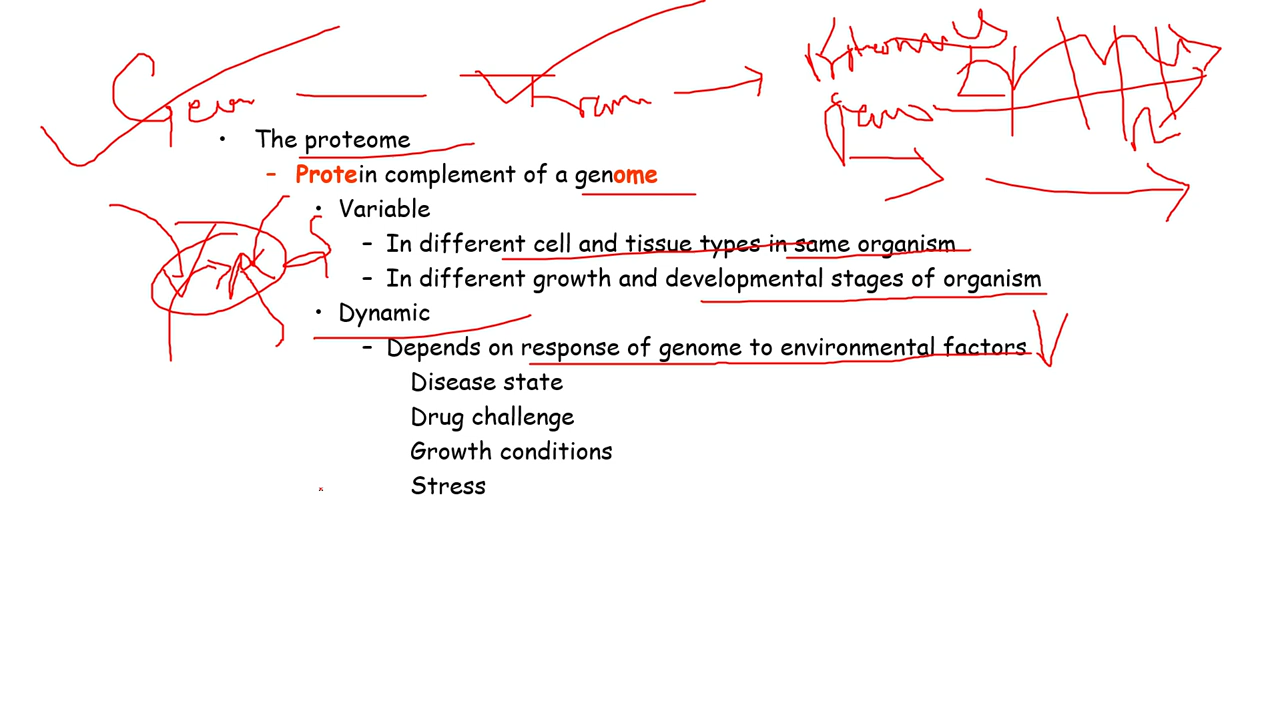 • The proteome
– Protein complement of a genome
• Variable
– In different cell and tissue types in same organism
– In different growth and developmental stages of organism
• Dynamic
– Depends on response of genome to environmental factors
Disease state
Drug challenge
Growth conditions
Stress